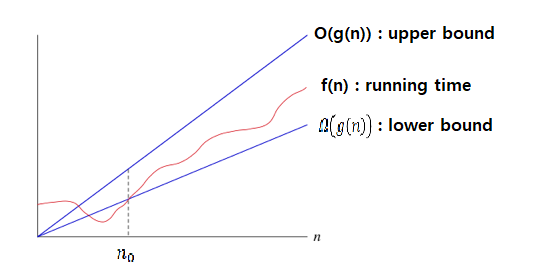 O(g(n)) : upper bound
f(n) : running time
Ω(g(n)) : lower bound
n
n₀